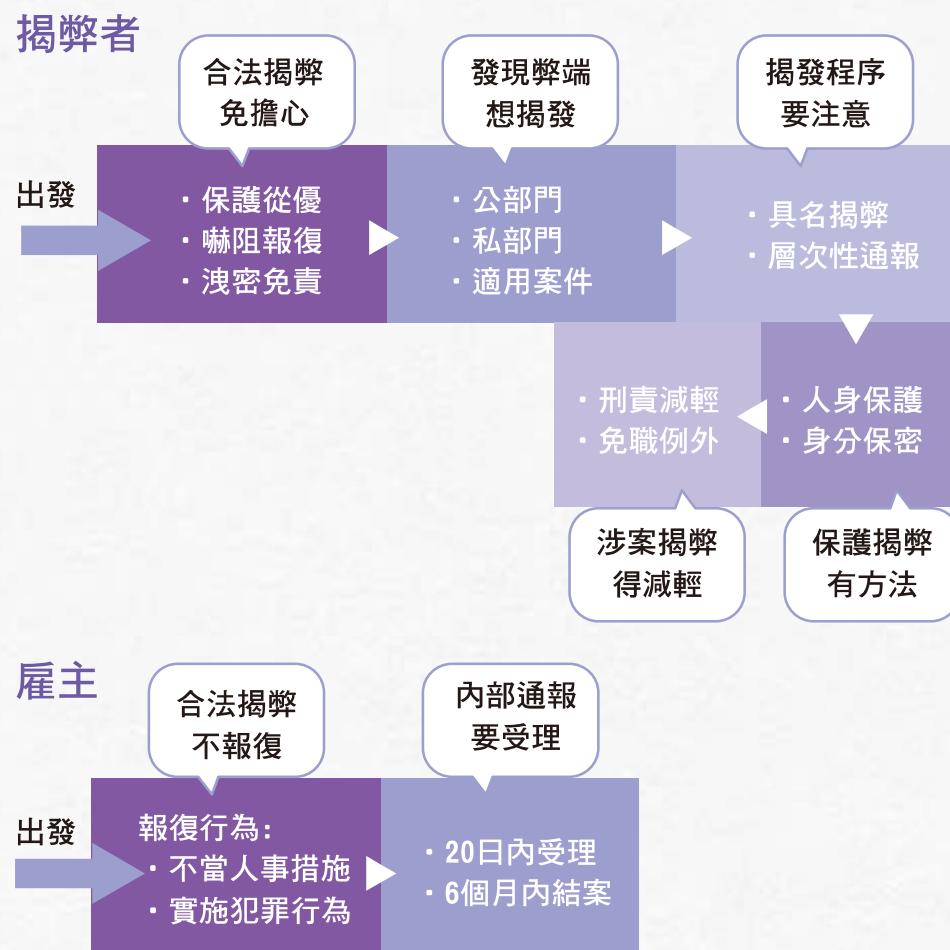 揭弊者
合法揭弊
免擔心
發現弊端
想揭發
揭發程序
要注意
出發
·保護從優
·嚇阻報復
·洩密免責
·公部門
·私部門
·適用案件
·具名揭弊
·層次性通報
·人身保護
·身分保密
·刑責減輕
·免職例外
保護揭弊
有方法
涉案揭弊
得減輕
雇主
合法揭弊
不報復
內部通報
要受理
出發
報復行為:
·不當人事措施
·實施犯罪行為
·20日內受理
·6個月內結案